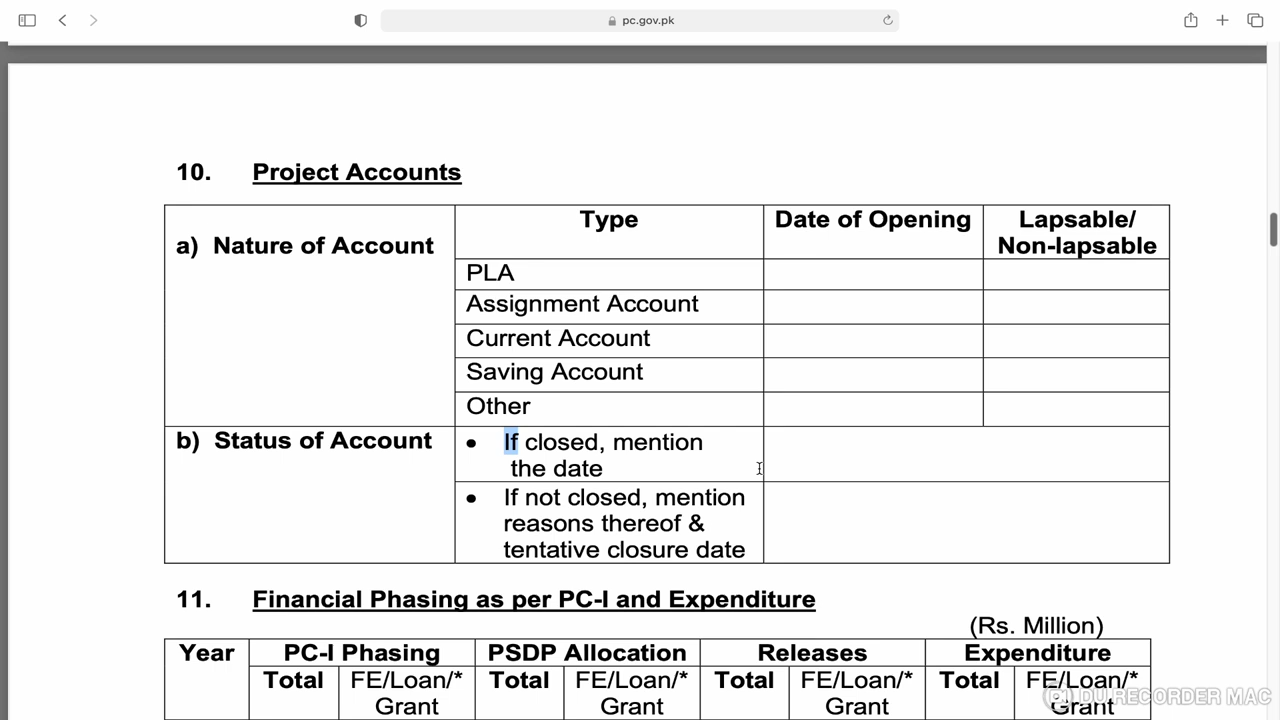 pc.gov.pk
10. Project Accounts
a) Nature of Account
Type
Date of Opening
Lapsable/
Non-lapsable
PLA
Assignment Account
Current Account
Saving Account
Other
b) Status of Account
• If closed, mention
the date
• If not closed, mention
reasons thereof &
tentative closure date
11. Financial Phasing as per PC-I and Expenditure
(Rs. Million)
Year PC-I Phasing PSDP Allocation Releases Expenditure
Total FE/Loan/* Total FE/Loan/* Total FE/Loan/* Total FE/Loan/*
Grant Grant Grant Grant
DU RECORDER MAC